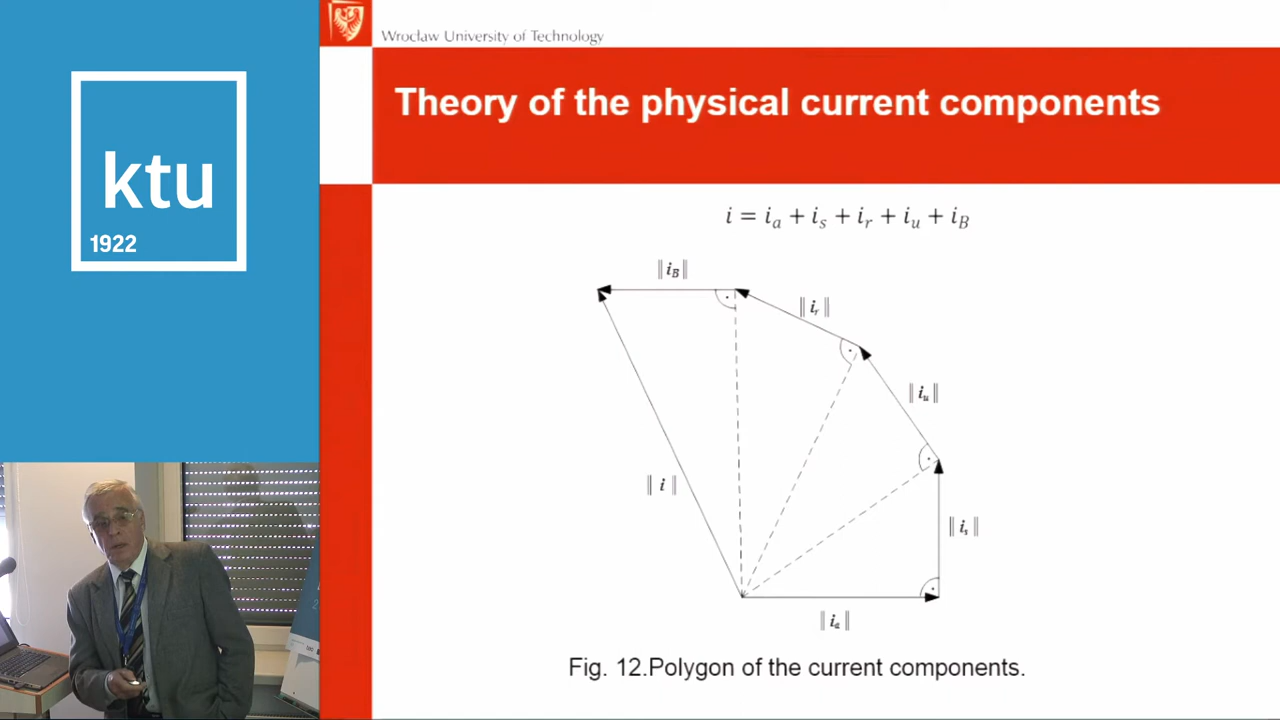 Wrocław University of Technology
ktu
1922
Theory of the physical current components
i = i_a + i_s + i_r + i_u + i_B
‖ i_B ‖
‖ i_r ‖
‖ i_u ‖
‖ i ‖
‖ i_s ‖
‖ i_a ‖
Fig. 12.Polygon of the current components.